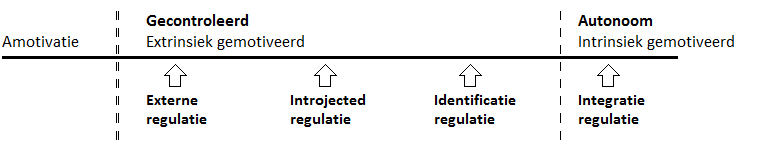 Gecontroleerd
Autonoom
Amotivatie
Extrinsiek gemotiveerd
Intrinsiek gemotiveerd
Externe
regulatie
Introjected
regulatie
Identificatie
regulatie
Integratie
regulatie